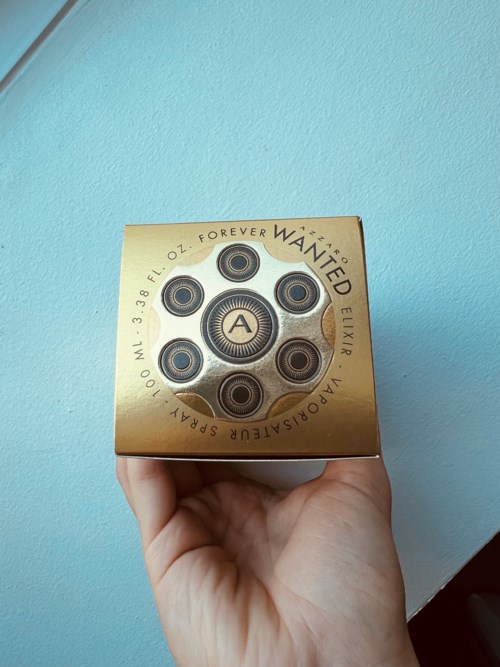 AZZARO
FOREVER WANTED ELIXIR · VAPORISATEUR SPRAY · 100 ML - 3.38 FL. OZ.
A